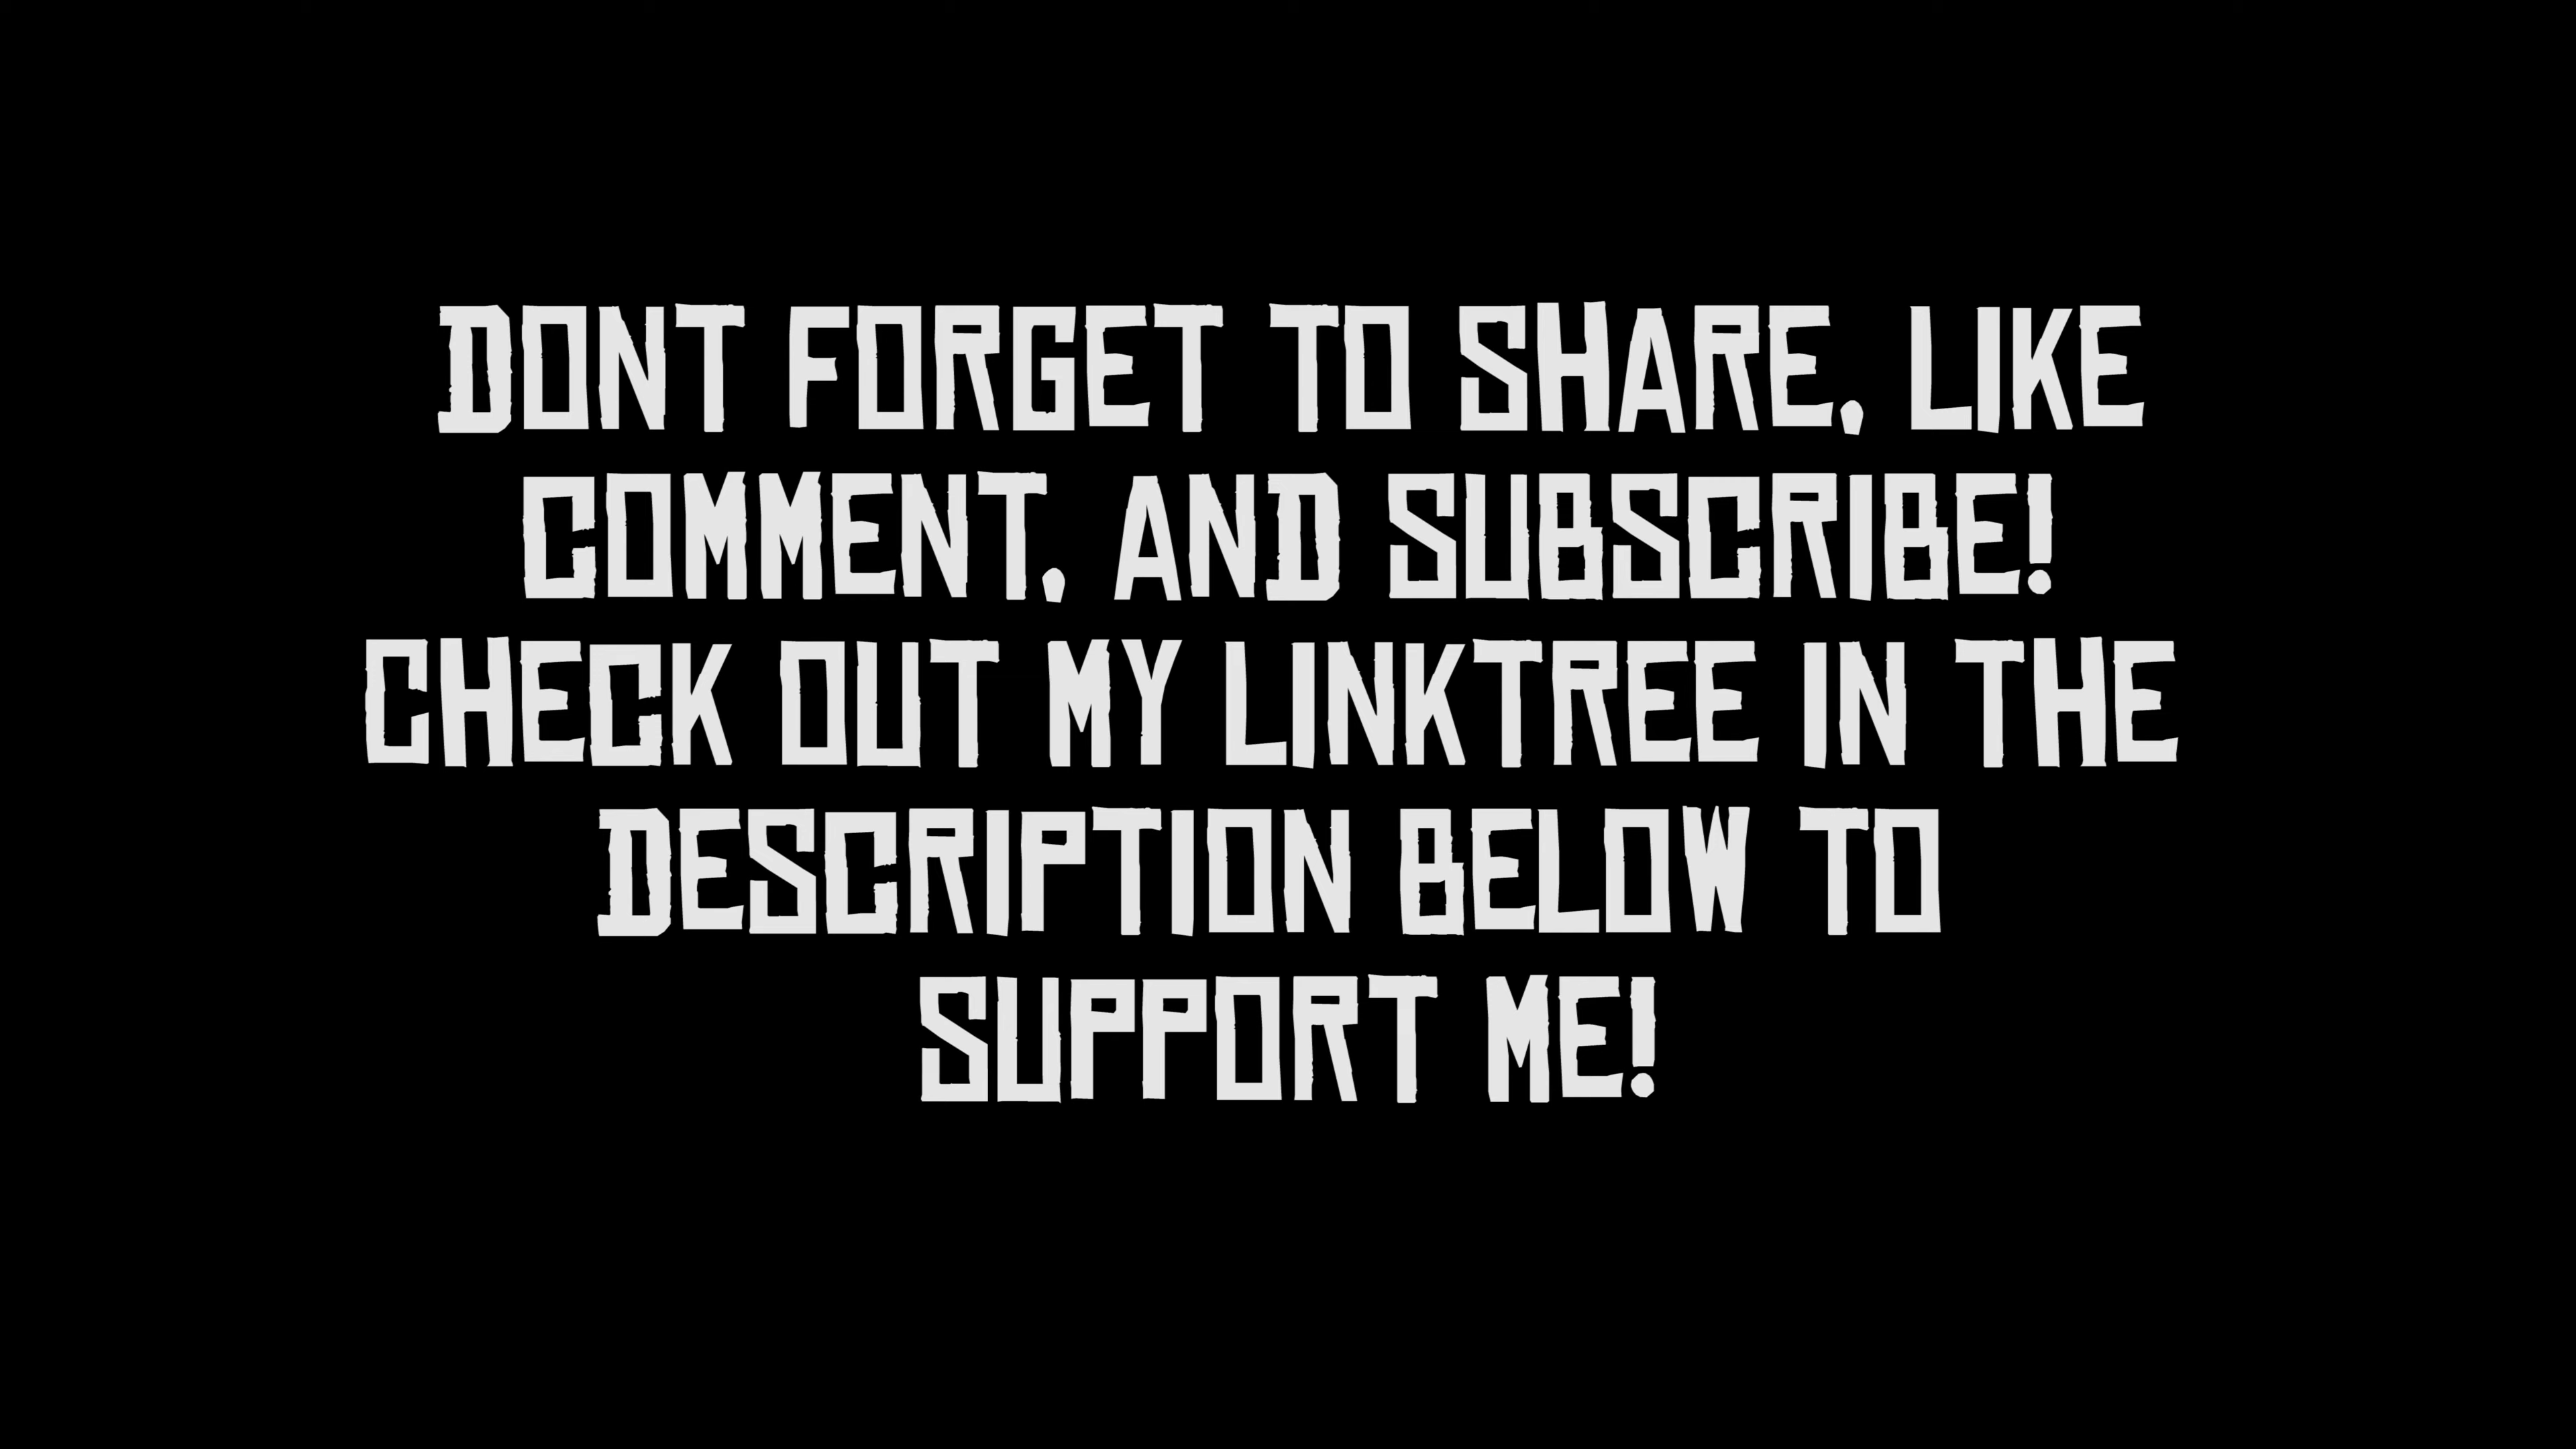 DONT FORGET TO SHARE, LIKE
COMMENT, AND SUBSCRIBE!
CHECK OUT MY LINKTREE IN THE
DESCRIPTION BELOW TO
SUPPORT ME!